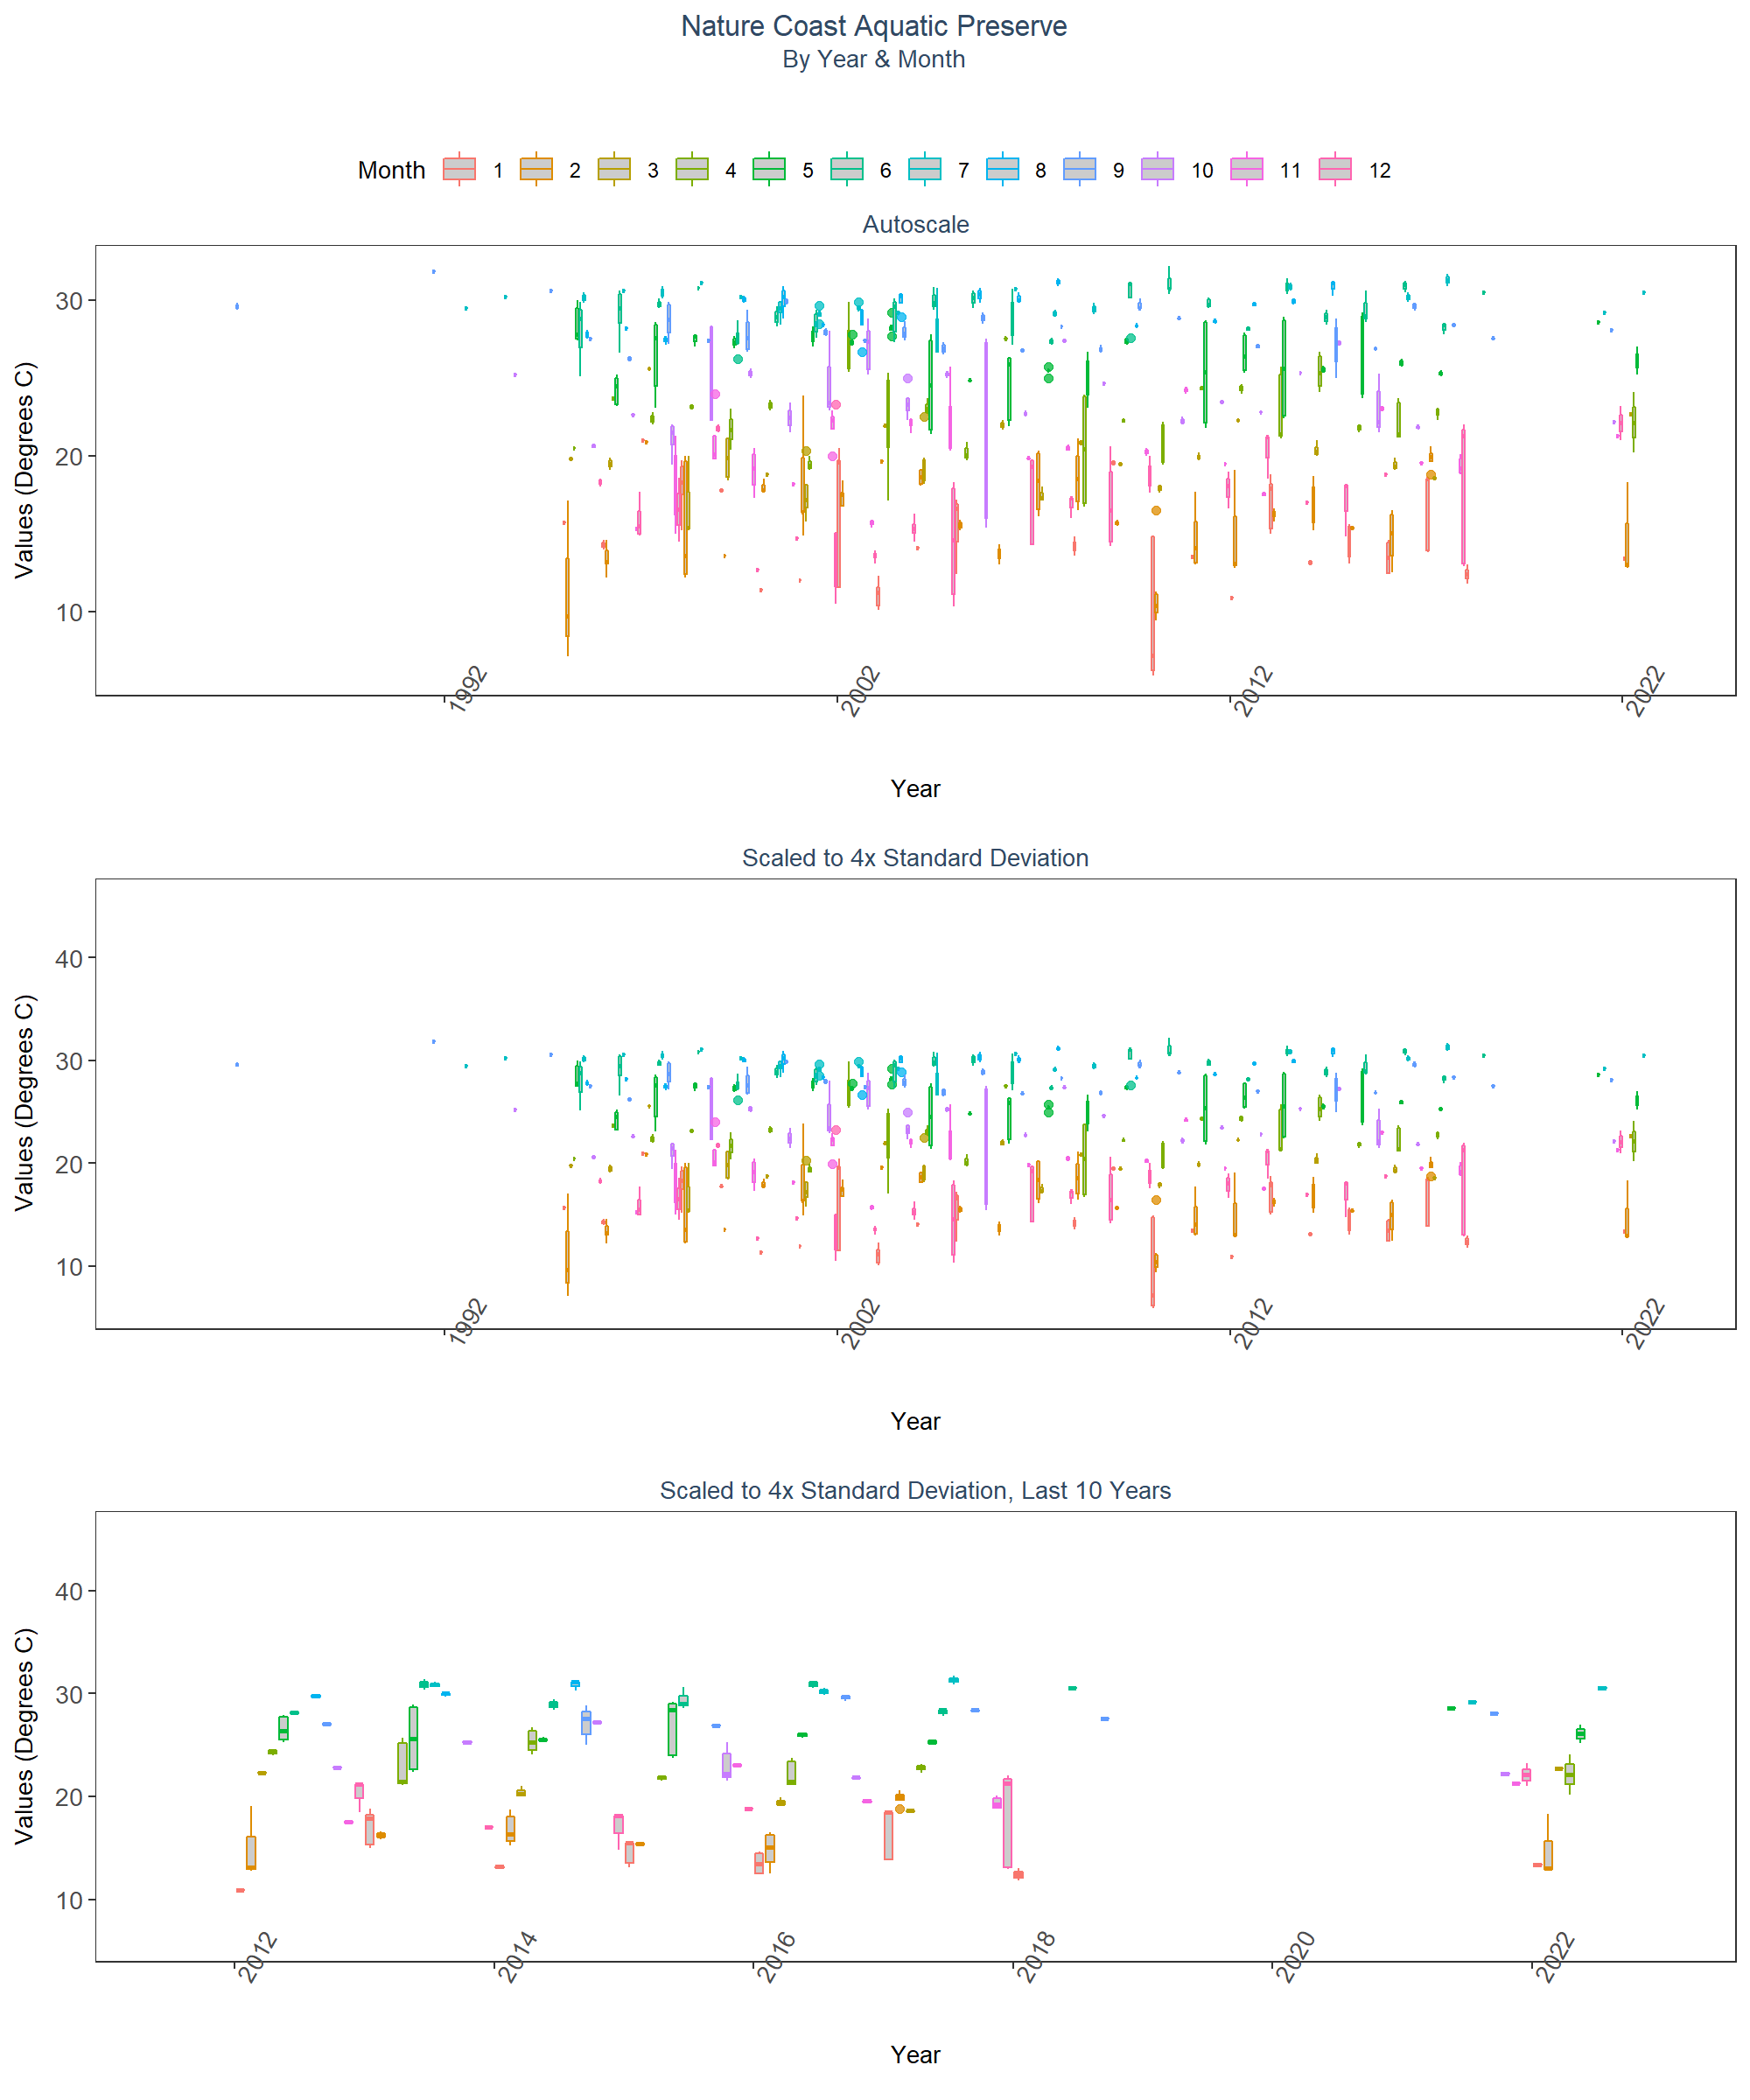 Nature Coast Aquatic Preserve
By Year & Month
Month 1 2 3 4 5 6 7 8 9 10 11 12
Autoscale
Values (Degrees C)
30
20
10
1992 2002 2012 2022
Year
Scaled to 4x Standard Deviation
Values (Degrees C)
40
30
20
10
1992 2002 2012 2022
Year
Scaled to 4x Standard Deviation, Last 10 Years
Values (Degrees C)
40
30
20
10
2012 2014 2016 2018 2020 2022
Year